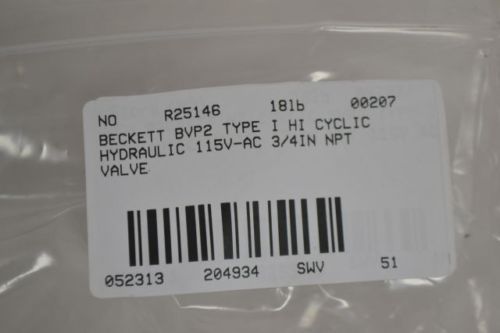 NO R25146 18lb 00207
BECKETT BVP2 TYPE I HI CYCLIC
HYDRAULIC 115V-AC 3/4IN NPT
VALVE
052313 204934 SWV 51